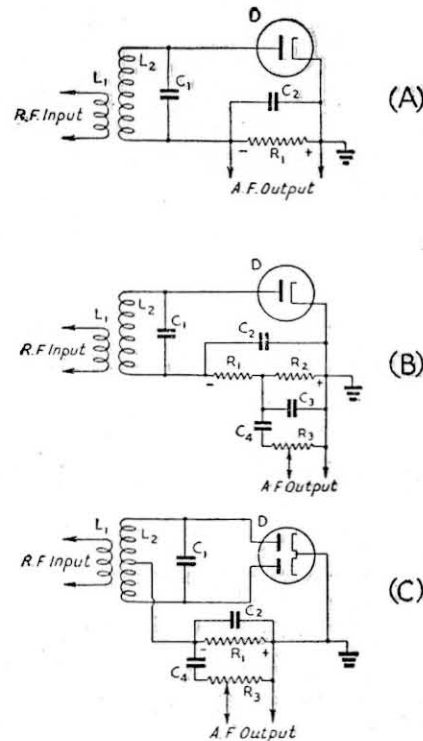 D
L₁
L₂
C₁
C₂
R.F. Input
- R₁ +
A.F. Output
(A)
D
L₁
L₂
C₁
C₂
R.F Input
R₁ R₂
- +
C₃
C₄
R₃
A.F Output
(B)
L₁
L₂
D
C₁
R.F Input
C₂
- R₁ +
C₄
R₃
A.F Output
(C)